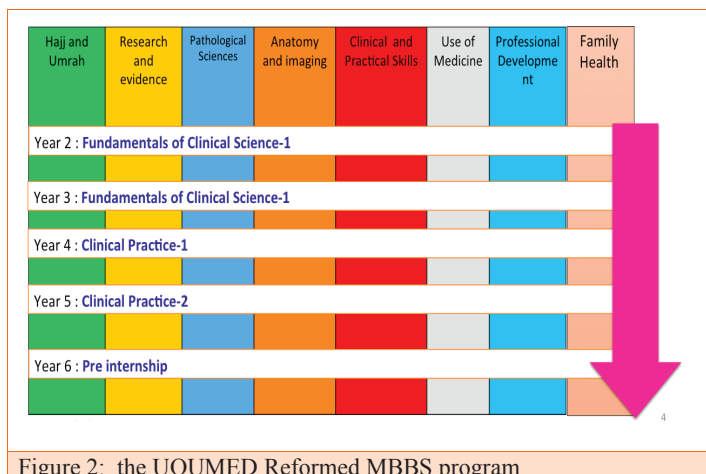 Hajj and
Umrah
Research
and
evidence
Pathological
Sciences
Anatomy
and imaging
Clinical and
Practical Skills
Use of
Medicine
Professional
Developme
nt
Family
Health
Year 2 : Fundamentals of Clinical Science-1
Year 3 : Fundamentals of Clinical Science-1
Year 4 : Clinical Practice-1
Year 5 : Clinical Practice-2
Year 6 : Pre internship
4
Figure 2: the UQUMED Reformed MBBS program